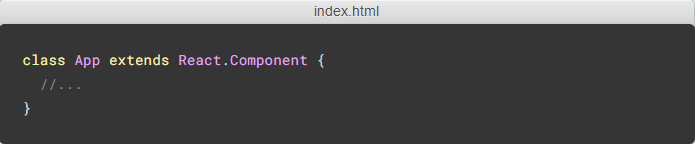 index.html
class App extends React.Component {
  //...
}